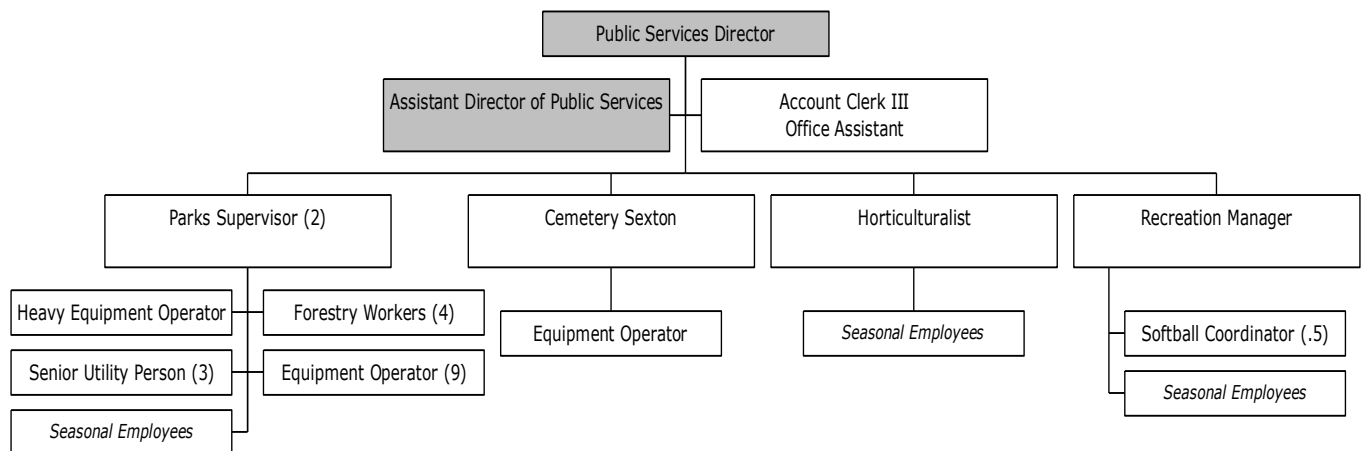 Public Services Director
Assistant Director of Public Services
Account Clerk III
Office Assistant
Parks Supervisor (2)
Cemetery Sexton
Horticulturalist
Recreation Manager
Heavy Equipment Operator
Forestry Workers (4)
Equipment Operator
Seasonal Employees
Softball Coordinator (.5)
Senior Utility Person (3)
Equipment Operator (9)
Seasonal Employees
Seasonal Employees